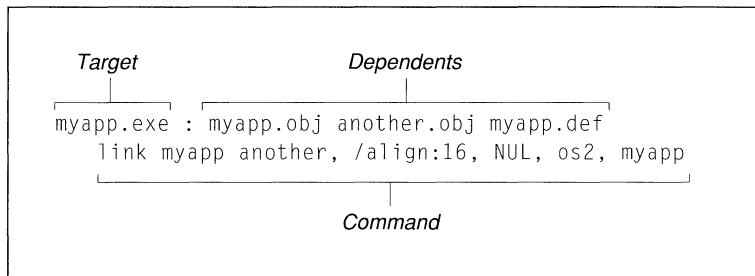 Target Dependents
myapp.exe : myapp.obj another.obj myapp.def
link myapp another, /align:16, NUL, os2, myapp
Command